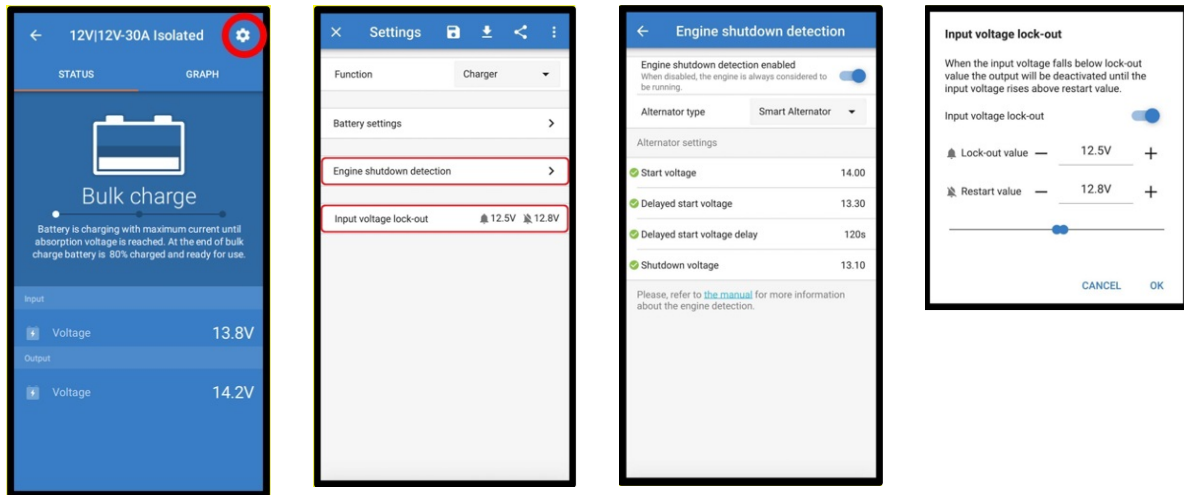 12V|12V-30A Isolated
STATUS
GRAPH
Bulk charge
Battery is charging with maximum current until
absorption voltage is reached. At the end of bulk
charge battery is 80% charged and ready for use.
Input
Voltage 13.8V
Output
Voltage 14.2V
Settings
Function Charger
Battery settings
Engine shutdown detection
Input voltage lock-out 12.5V 12.8V
Engine shutdown detection
Engine shutdown detection enabled
When disabled, the engine is always considered to
be running.
Alternator type Smart Alternator
Alternator settings
Start voltage 14.00
Delayed start voltage 13.30
Delayed start voltage delay 120s
Shutdown voltage 13.10
Please, refer to the manual for more information
about the engine detection.
Input voltage lock-out
When the input voltage falls below lock-out
value the output will be deactivated until the
input voltage rises above restart value.
Input voltage lock-out
Lock-out value — 12.5V +
Restart value — 12.8V +
CANCEL OK